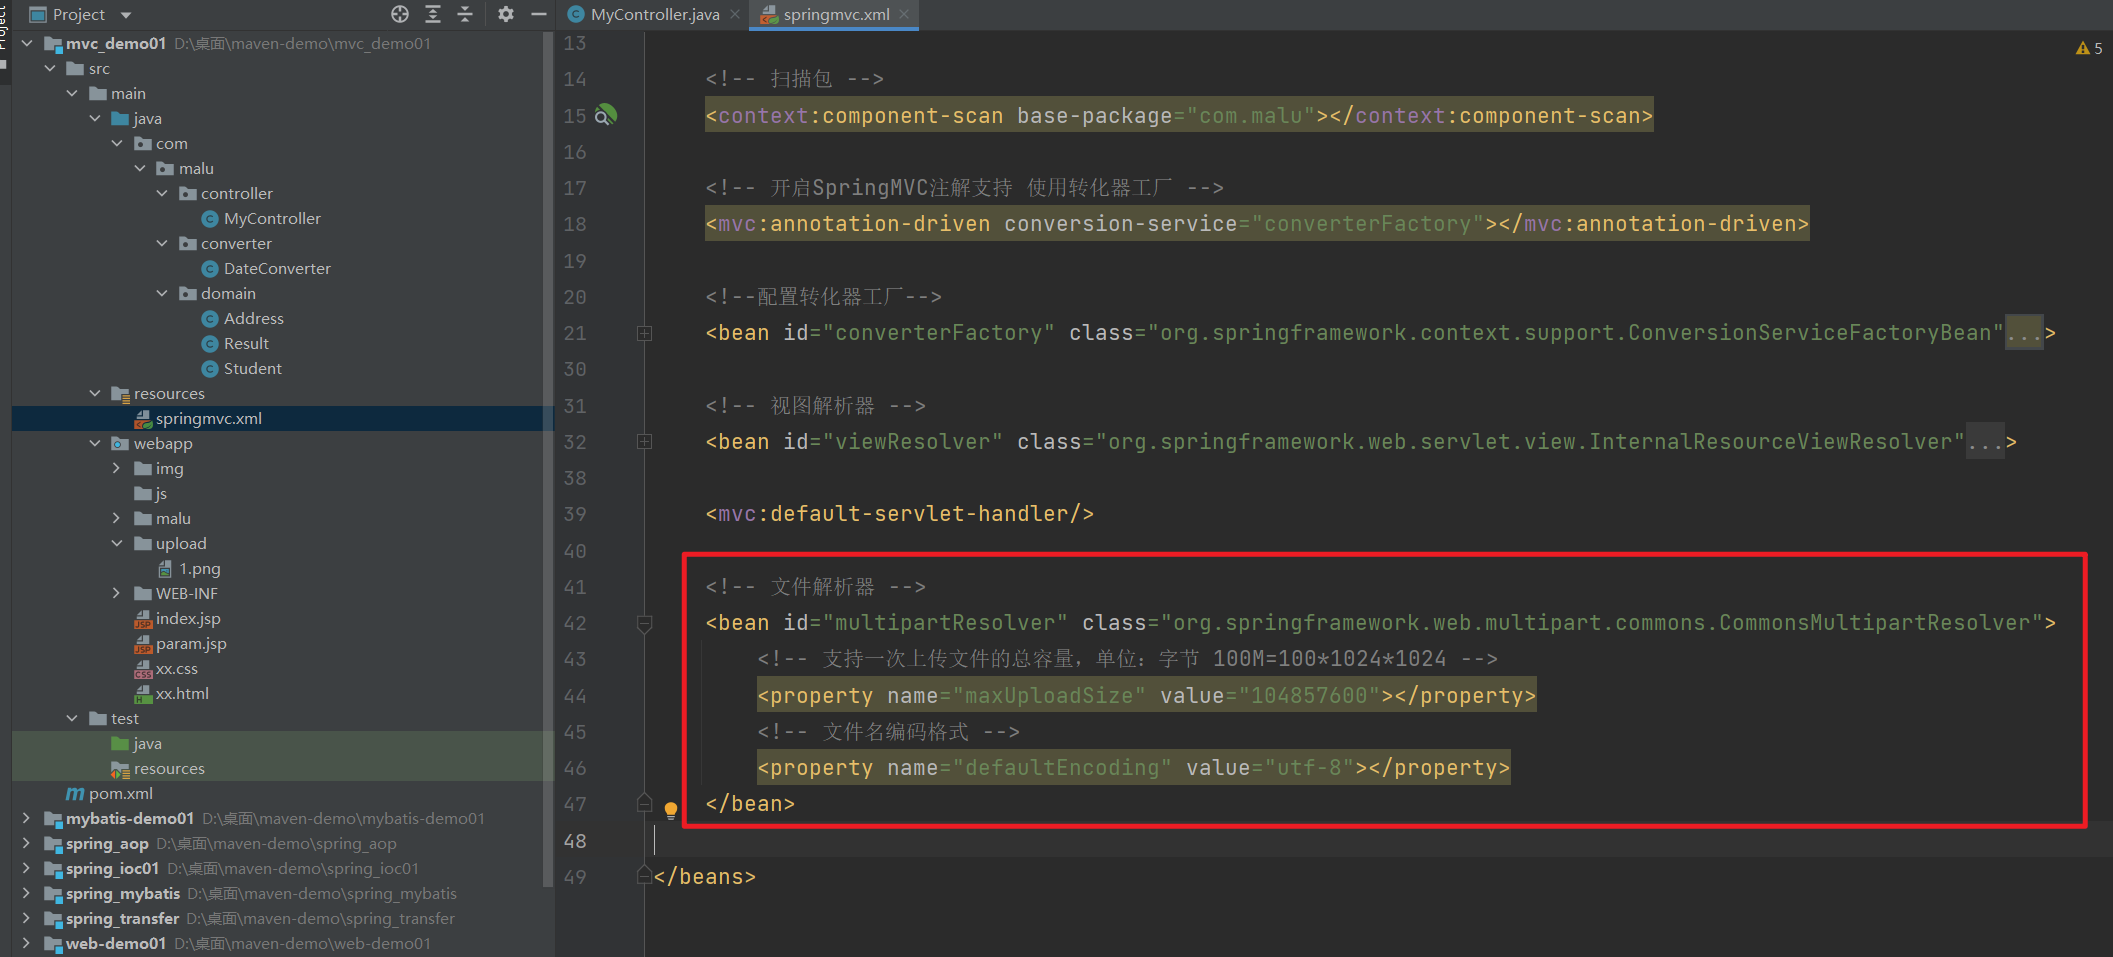 Project
MyController.java
springmvc.xml
Project
mvc_demo01 D:\桌面\maven-demo\mvc_demo01
src
main
java
com
malu
controller
MyController
converter
DateConverter
domain
Address
Result
Student
resources
springmvc.xml
webapp
img
js
malu
upload
1.png
WEB-INF
index.jsp
param.jsp
xx.css
xx.html
test
java
resources
pom.xml
mybatis-demo01 D:\桌面\maven-demo\mybatis-demo01
spring_aop D:\桌面\maven-demo\spring_aop
spring_ioc01 D:\桌面\maven-demo\spring_ioc01
spring_mybatis D:\桌面\maven-demo\spring_mybatis
spring_transfer D:\桌面\maven-demo\spring_transfer
web-demo01 D:\桌面\maven-demo\web-demo01
5
13
14 <!-- 扫描包 -->
15 <context:component-scan base-package="com.malu"></context:component-scan>
16
17 <!-- 开启SpringMVC注解支持 使用转化器工厂 -->
18 <mvc:annotation-driven conversion-service="converterFactory"></mvc:annotation-driven>
19
20 <!--配置转化器工厂-->
21 <bean id="converterFactory" class="org.springframework.context.support.ConversionServiceFactoryBean"...>
30
31 <!-- 视图解析器 -->
32 <bean id="viewResolver" class="org.springframework.web.servlet.view.InternalResourceViewResolver"...>
38
39 <mvc:default-servlet-handler/>
40
41 <!-- 文件解析器 -->
42 <bean id="multipartResolver" class="org.springframework.web.multipart.commons.CommonsMultipartResolver">
43 <!-- 支持一次上传文件的总容量，单位：字节 100M=100*1024*1024 -->
44 <property name="maxUploadSize" value="104857600"></property>
45 <!-- 文件名编码格式 -->
46 <property name="defaultEncoding" value="utf-8"></property>
47 </bean>
48
49 </beans>